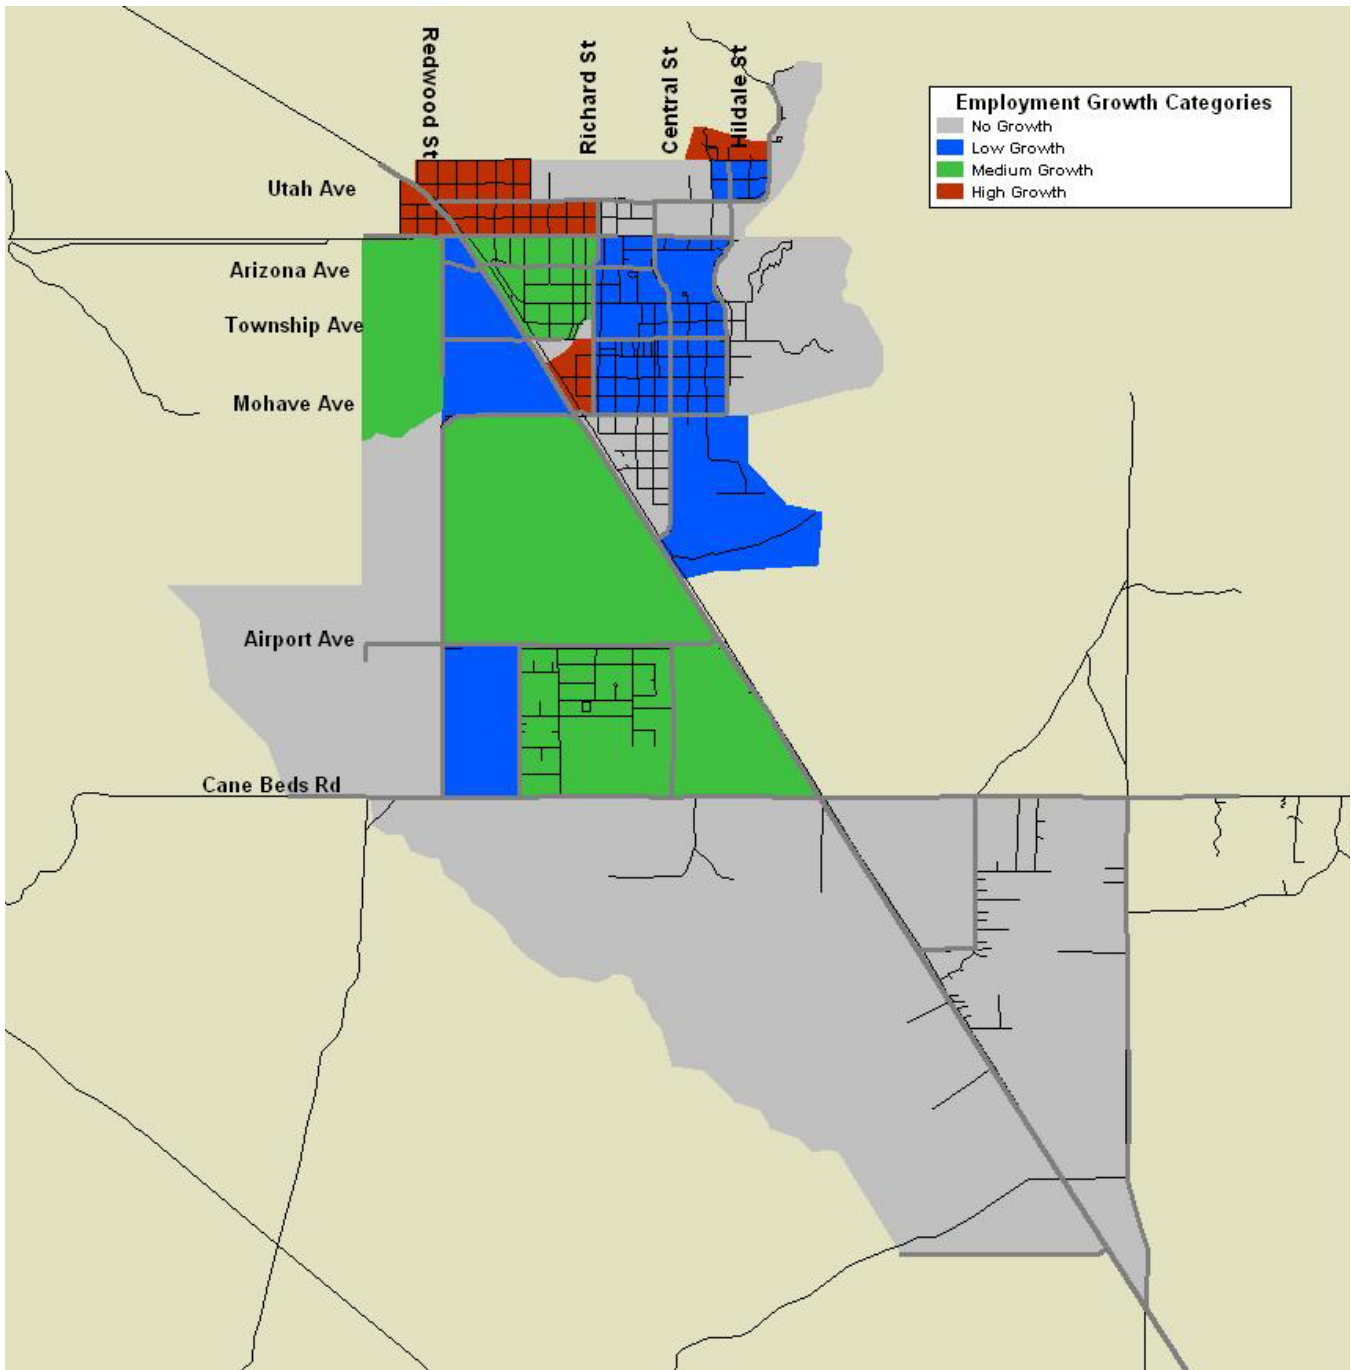 Redwood St
Richard St
Central St
Hildale St
Employment Growth Categories
No Growth
Low Growth
Medium Growth
High Growth
Utah Ave
Arizona Ave
Township Ave
Mohave Ave
Airport Ave
Cane Beds Rd